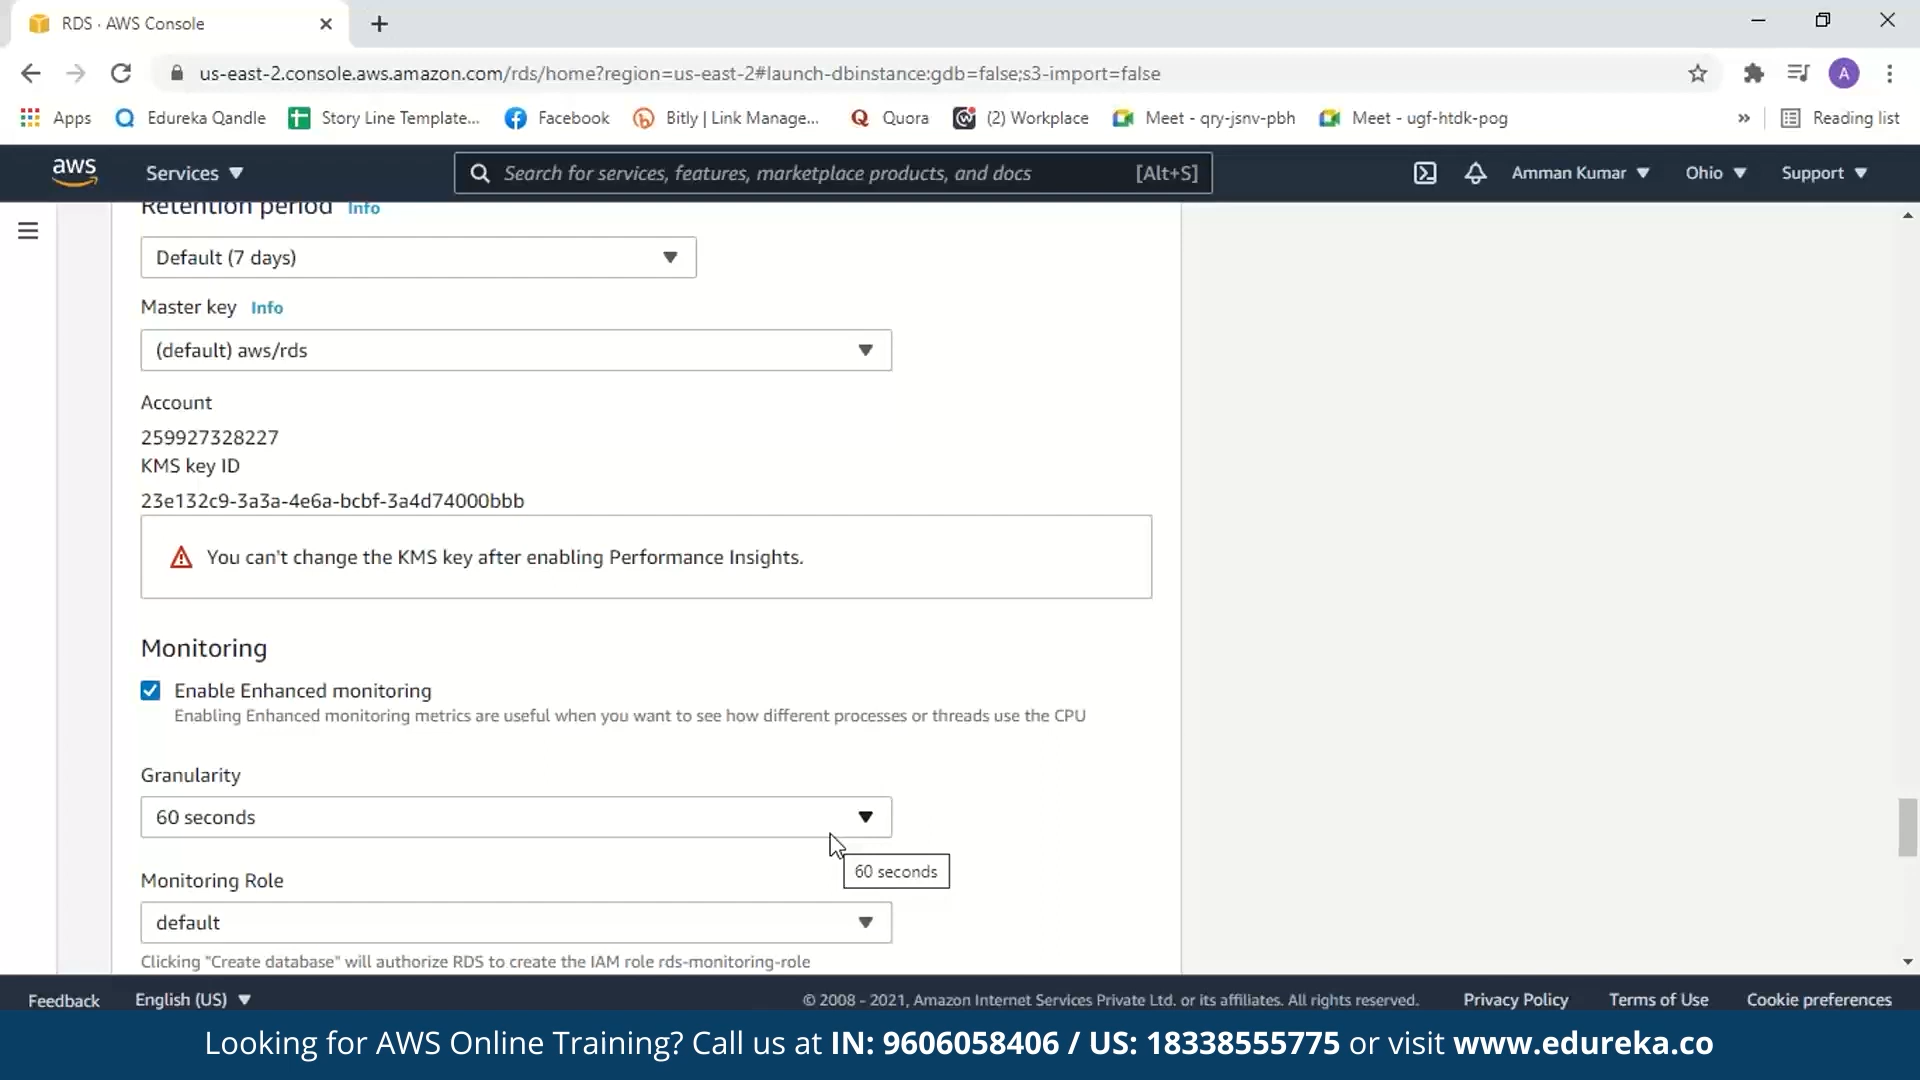 RDS · AWS Console
us-east-2.console.aws.amazon.com/rds/home?region=us-east-2#launch-dbinstance:gdb=false;s3-import=false
A
Apps Edureka Qandle Story Line Template... Facebook Bitly | Link Manage... Quora (2) Workplace Meet - qry-jsnv-pbh Meet - ugf-htdk-pog » Reading list
aws Services Search for services, features, marketplace products, and docs [Alt+S] Amman Kumar Ohio Support
Retention period Info
Default (7 days)
Master key Info
(default) aws/rds
Account
259927328227
KMS key ID
23e132c9-3a3a-4e6a-bcbf-3a4d74000bbb
You can't change the KMS key after enabling Performance Insights.
Monitoring
Enable Enhanced monitoring
Enabling Enhanced monitoring metrics are useful when you want to see how different processes or threads use the CPU
Granularity
60 seconds
60 seconds
Monitoring Role
default
Clicking "Create database" will authorize RDS to create the IAM role rds-monitoring-role
Feedback English (US) © 2008 - 2021, Amazon Internet Services Private Ltd. or its affiliates. All rights reserved. Privacy Policy Terms of Use Cookie preferences
Looking for AWS Online Training? Call us at IN: 9606058406 / US: 18338555775 or visit www.edureka.co